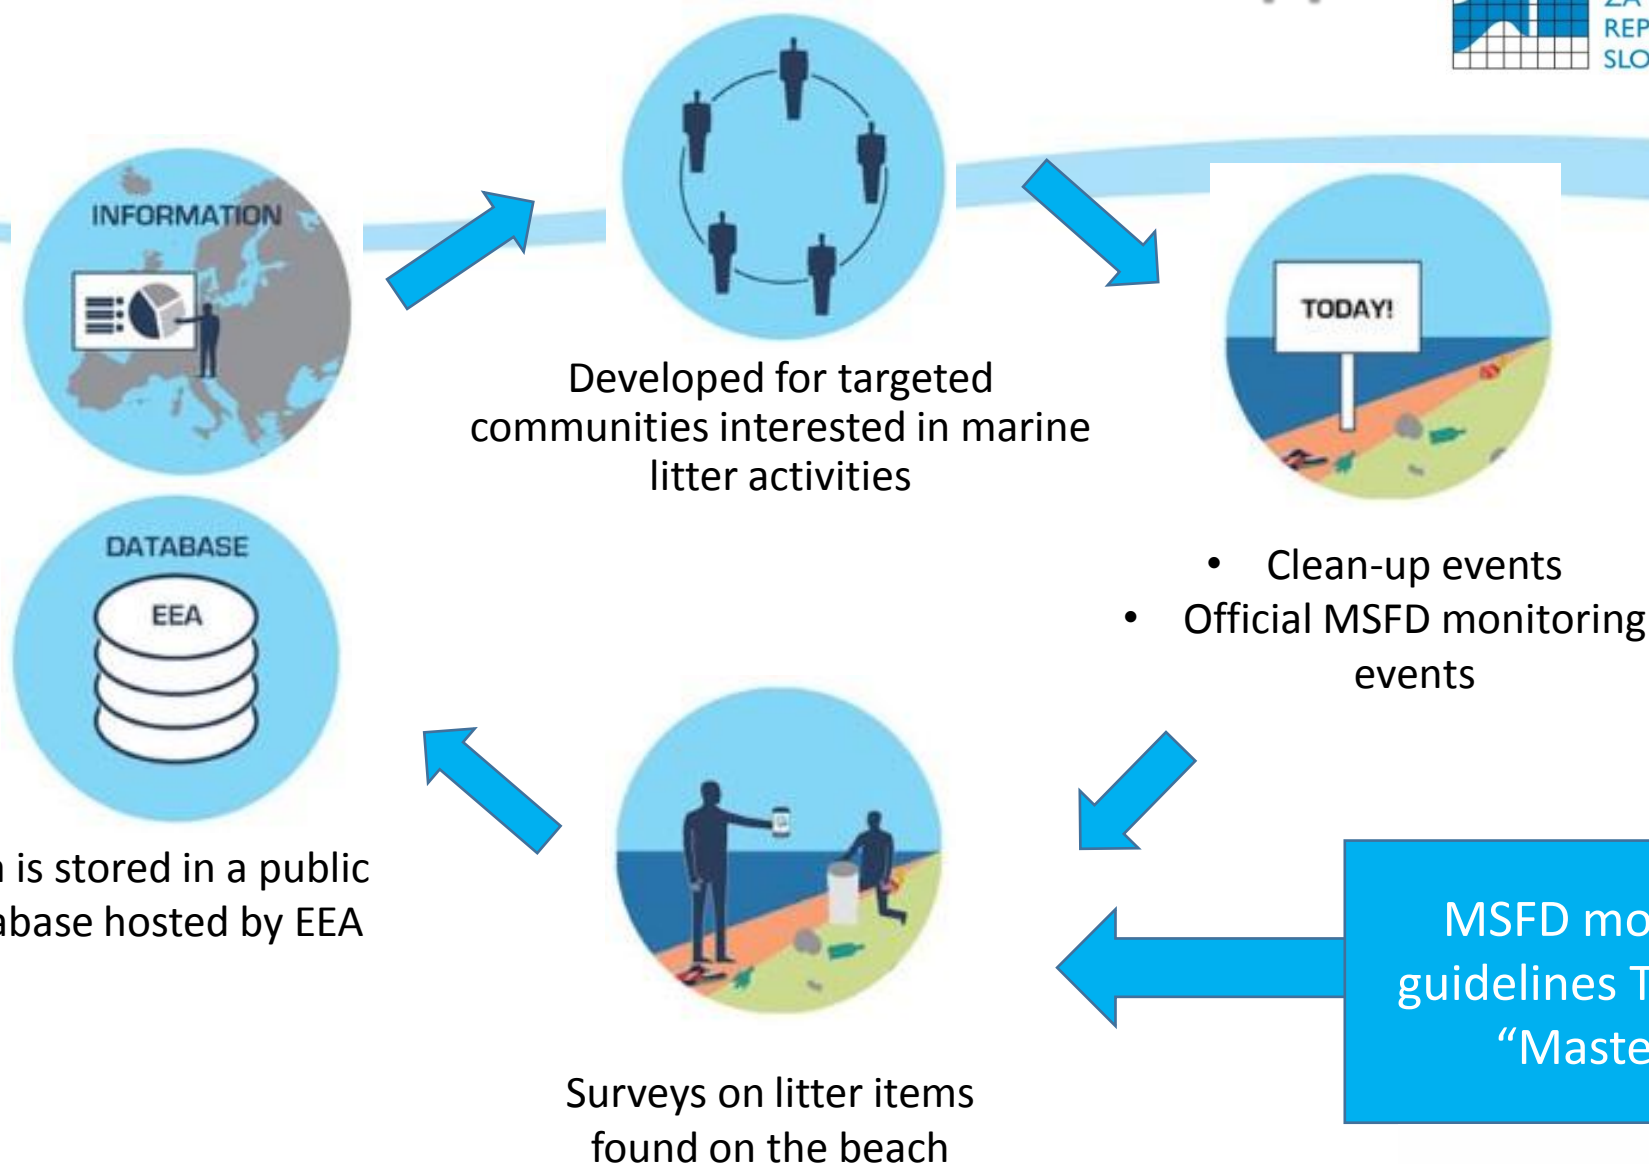 REP
SLO
INFORMATION
Developed for targeted
communities interested in marine
litter activities
TODAY!
• Clean-up events
• Official MSFD monitoring
events
DATABASE
EEA
is stored in a public
hosted by EEA
Surveys on litter items
found on the beach
MSFD mo
guidelines T
“Maste